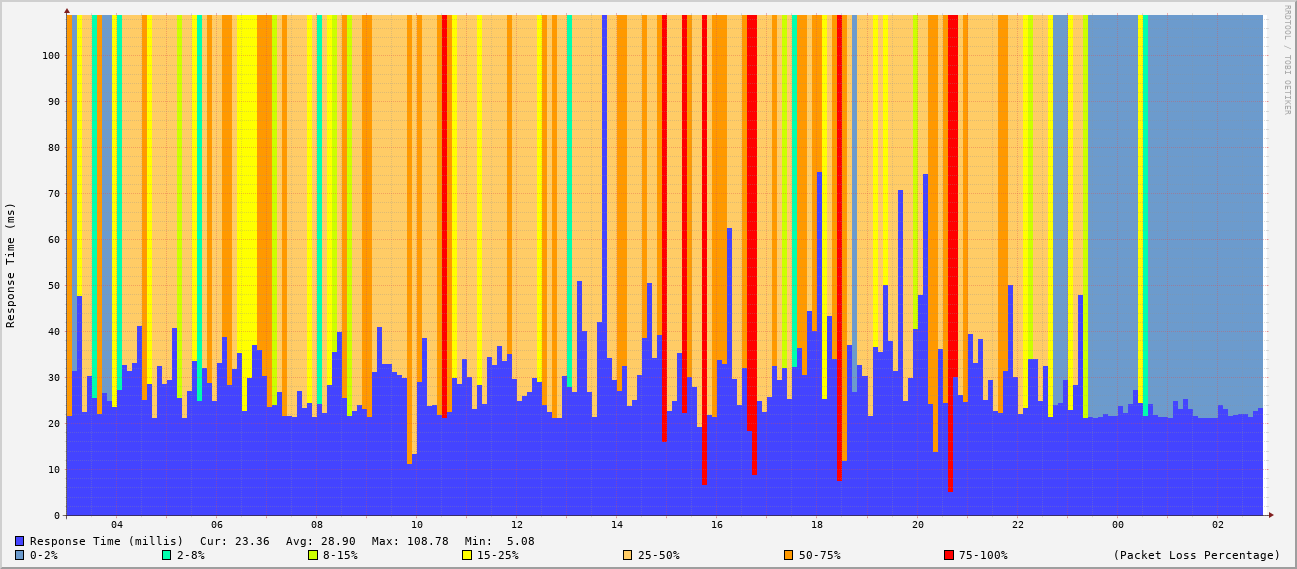 RRDTOOL / TOBI OETIKER
Response Time (ms)
100
90
80
70
60
50
40
30
20
10
0
04 06 08 10 12 14 16 18 20 22 00 02
Response Time (millis) Cur: 23.36 Avg: 28.90 Max: 108.78 Min: 5.08
0-2% 2-8% 8-15% 15-25% 25-50% 50-75% 75-100% (Packet Loss Percentage)